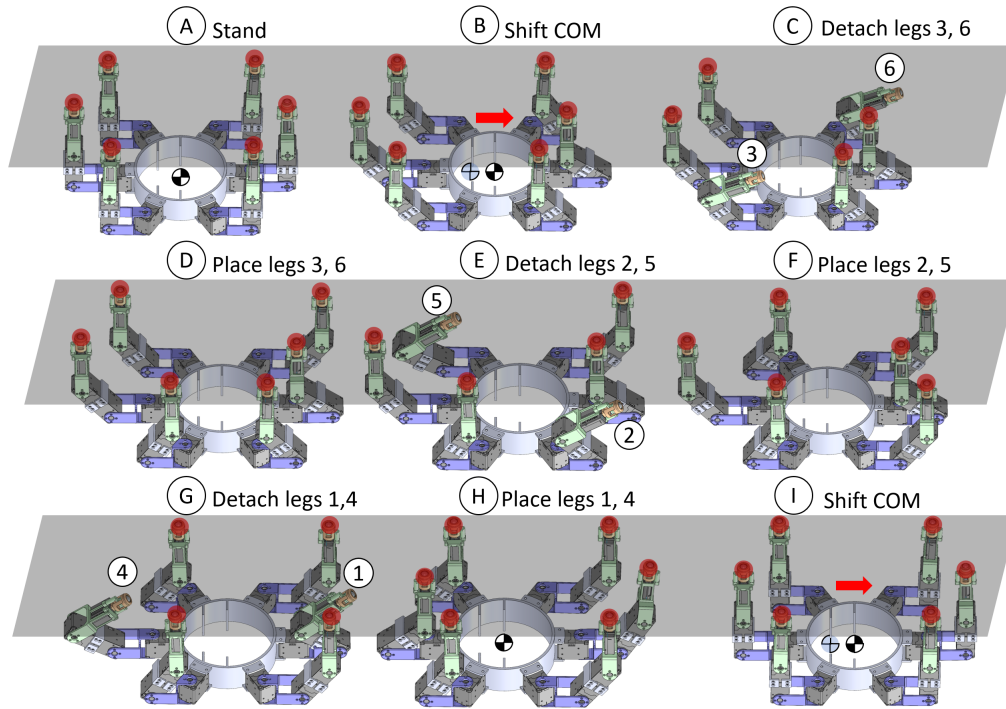 A Stand
B Shift COM
C Detach legs 3, 6
6
3
D Place legs 3, 6
E Detach legs 2, 5
5
2
F Place legs 2, 5
G Detach legs 1,4
4
1
H Place legs 1, 4
I Shift COM